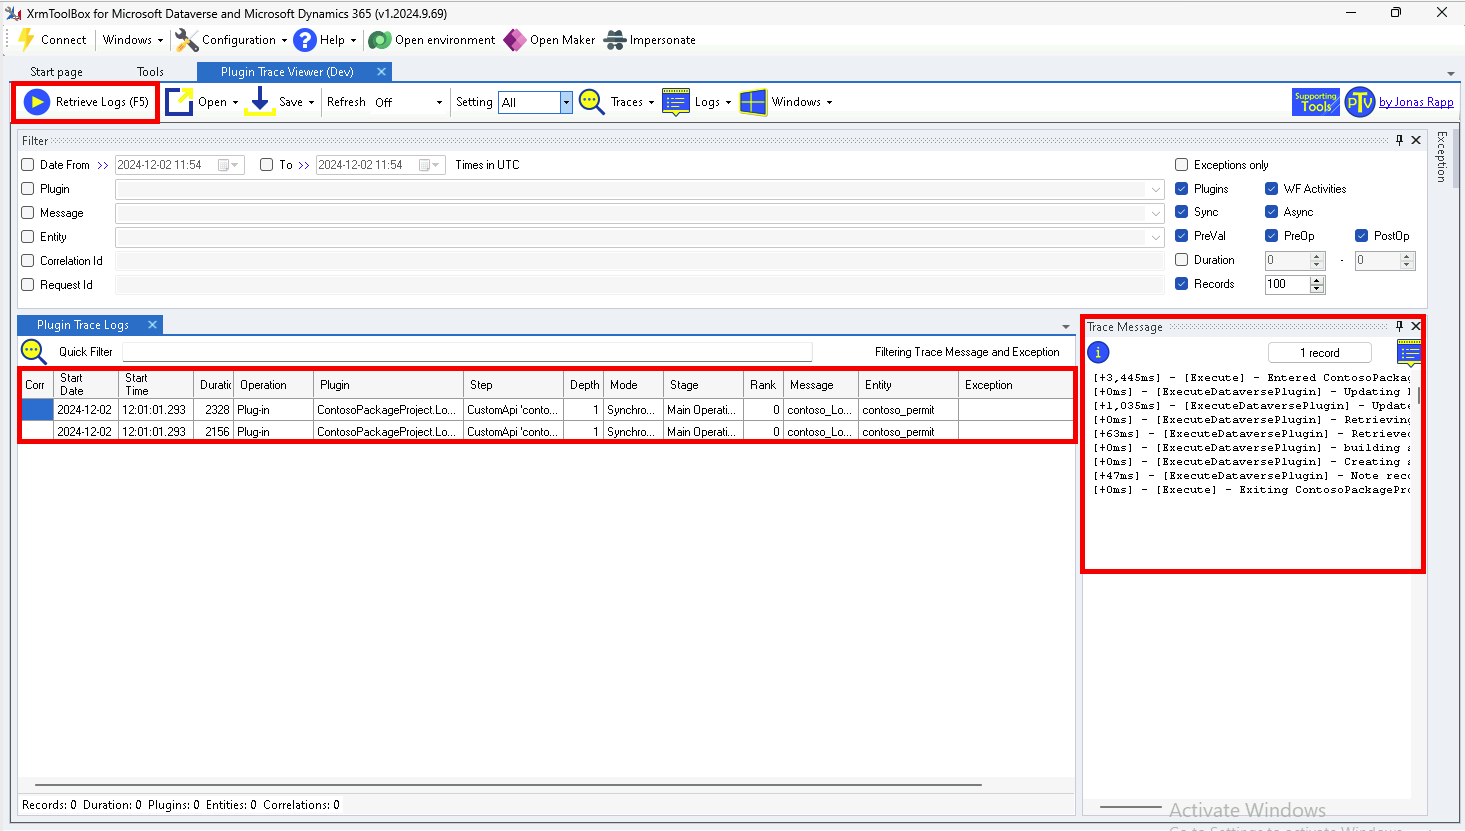 XrmToolBox for Microsoft Dataverse and Microsoft Dynamics 365 (v1.2024.9.69)
Connect Windows Configuration Help Open environment Open Maker Impersonate
Start page Tools Plugin Trace Viewer (Dev)
Retrieve Logs (F5) Open Save Refresh Off Setting All Traces Logs Windows Supporting Tools PTV by Jonas Rapp
Filter
Exception
Date From >> 2024-12-02 11:54 To >> 2024-12-02 11:54 Times in UTC Exceptions only
Plugin Plugins WF Activities
Message Sync Async
Entity PreVal PreOp PostOp
Correlation Id Duration 0 - 0
Request Id Records 100
Plugin Trace Logs
Quick Filter Filtering Trace Message and Exception
Corr Start Date Start Time Duratic Operation Plugin Step Depth Mode Stage Rank Message Entity Exception
2024-12-02 12:01:01.293 2328 Plug-in ContosoPackageProject.Lo... CustomApi 'conto... 1 Synchro... Main Operati... 0 contoso_Lo... contoso_permit
2024-12-02 12:01:01.293 2156 Plug-in ContosoPackageProject.Lo... CustomApi 'conto... 1 Synchro... Main Operati... 0 contoso_Lo... contoso_permit
Trace Message
1 record
[+3,445ms] - [Execute] - Entered ContosoPackag
[+0ms] - [ExecuteDataversePlugin] - Updating
[+1,035ms] - [ExecuteDataversePlugin] - Update
[+0ms] - [ExecuteDataversePlugin] - Retrieving
[+63ms] - [ExecuteDataversePlugin] - Retrieved
[+0ms] - [ExecuteDataversePlugin] - building
[+0ms] - [ExecuteDataversePlugin] - Creating
[+47ms] - [ExecuteDataversePlugin] - Note reco
[+0ms] - [Execute] - Exiting ContosoPackagePro
Records: 0 Duration: 0 Plugins: 0 Entities: 0 Correlations: 0
Activate Windows
Go to Settings to activate Windows